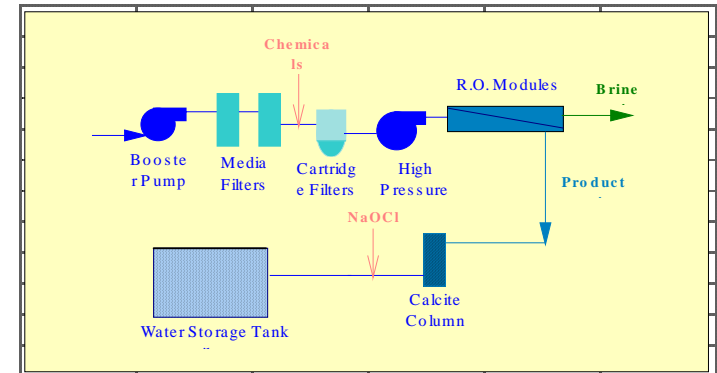 Chemica
ls
R.O. Modules
Brine
Booste
r Pump
Media
Filters
Cartridg
e Filters
High
Pressure
Product
NaOCl
Calcite
Column
Water Storage Tank